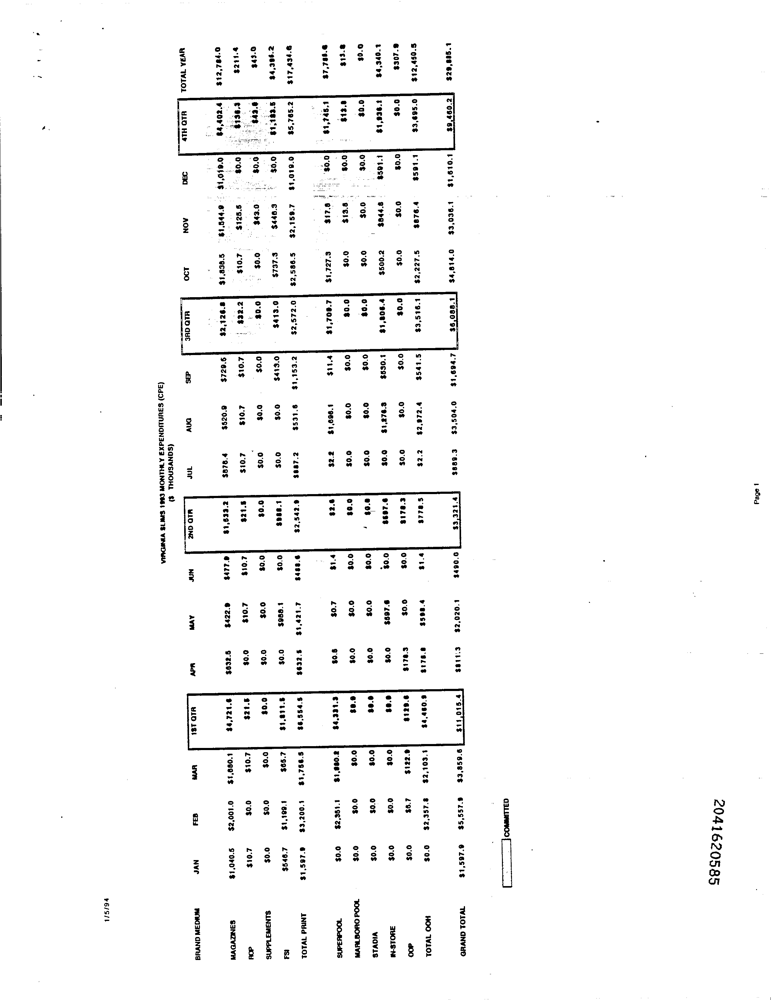 1/5/94
VIRGINIA SLIMS 1993 MONTHLY EXPENDITURES (CPE)
($ THOUSANDS)
BRAND MEDIUM JAN FEB MAR 1ST QTR APR MAY JUN 2ND QTR JUL AUG SEP 3RD QTR OCT NOV DEC 4TH QTR TOTAL YEAR
MAGAZINES $1,040.5 $2,001.0 $1,680.1 $4,721.6 $632.5 $422.9 $477.9 $1,533.2 $876.4 $520.9 $729.5 $2,126.8 $1,838.5 $1,544.9 $1,019.0 $4,402.4 $12,784.0
ROP $10.7 $0.0 $10.7 $21.5 $0.0 $10.7 $10.7 $21.5 $10.7 $10.7 $10.7 $32.2 $10.7 $125.5 $0.0 $136.3 $211.4
SUPPLEMENTS $0.0 $0.0 $0.0 $0.0 $0.0 $0.0 $0.0 $0.0 $0.0 $0.0 $0.0 $0.0 $0.0 $43.0 $0.0 $43.0 $43.0
FSI $546.7 $1,199.1 $65.7 $1,811.5 $0.0 $988.1 $0.0 $988.1 $0.0 $0.0 $413.0 $413.0 $737.3 $446.3 $0.0 $1,183.5 $4,396.2
TOTAL PRINT $1,597.9 $3,200.1 $1,756.5 $6,554.5 $632.5 $1,421.7 $488.6 $2,542.9 $887.2 $531.6 $1,153.2 $2,572.0 $2,586.5 $2,159.7 $1,019.0 $5,765.2 $17,434.6
SUPERPOOL $0.0 $2,351.1 $1,980.2 $4,331.3 $0.5 $0.7 $1.4 $2.6 $2.2 $1,696.1 $11.4 $1,709.7 $1,727.3 $17.8 $0.0 $1,745.1 $7,788.6
MARLBORO POOL $0.0 $0.0 $0.0 $0.0 $0.0 $0.0 $0.0 $0.0 $0.0 $0.0 $0.0 $0.0 $0.0 $13.8 $0.0 $13.8 $13.8
STADIA $0.0 $0.0 $0.0 $0.0 $0.0 $0.0 $0.0 $0.0 $0.0 $0.0 $0.0 $0.0 $0.0 $0.0 $0.0 $0.0 $0.0
IN-STORE $0.0 $0.0 $0.0 $0.0 $0.0 $597.6 $0.0 $597.6 $0.0 $1,276.3 $530.1 $1,806.4 $500.2 $844.8 $591.1 $1,936.1 $4,340.1
OOP $0.0 $6.7 $122.9 $129.6 $178.3 $0.0 $0.0 $178.3 $0.0 $0.0 $0.0 $0.0 $0.0 $0.0 $0.0 $0.0 $307.9
TOTAL OOH $0.0 $2,357.8 $2,103.1 $4,460.9 $178.8 $598.4 $1.4 $778.5 $2.2 $2,972.4 $541.5 $3,516.1 $2,227.5 $876.4 $591.1 $3,695.0 $12,450.5
GRAND TOTAL $1,597.9 $5,557.9 $3,859.6 $11,015.4 $811.3 $2,020.1 $490.0 $3,321.4 $889.3 $3,504.0 $1,694.7 $6,088.1 $4,814.0 $3,036.1 $1,610.1 $9,460.2 $29,885.1
COMMITTED
2041620585
Page 1